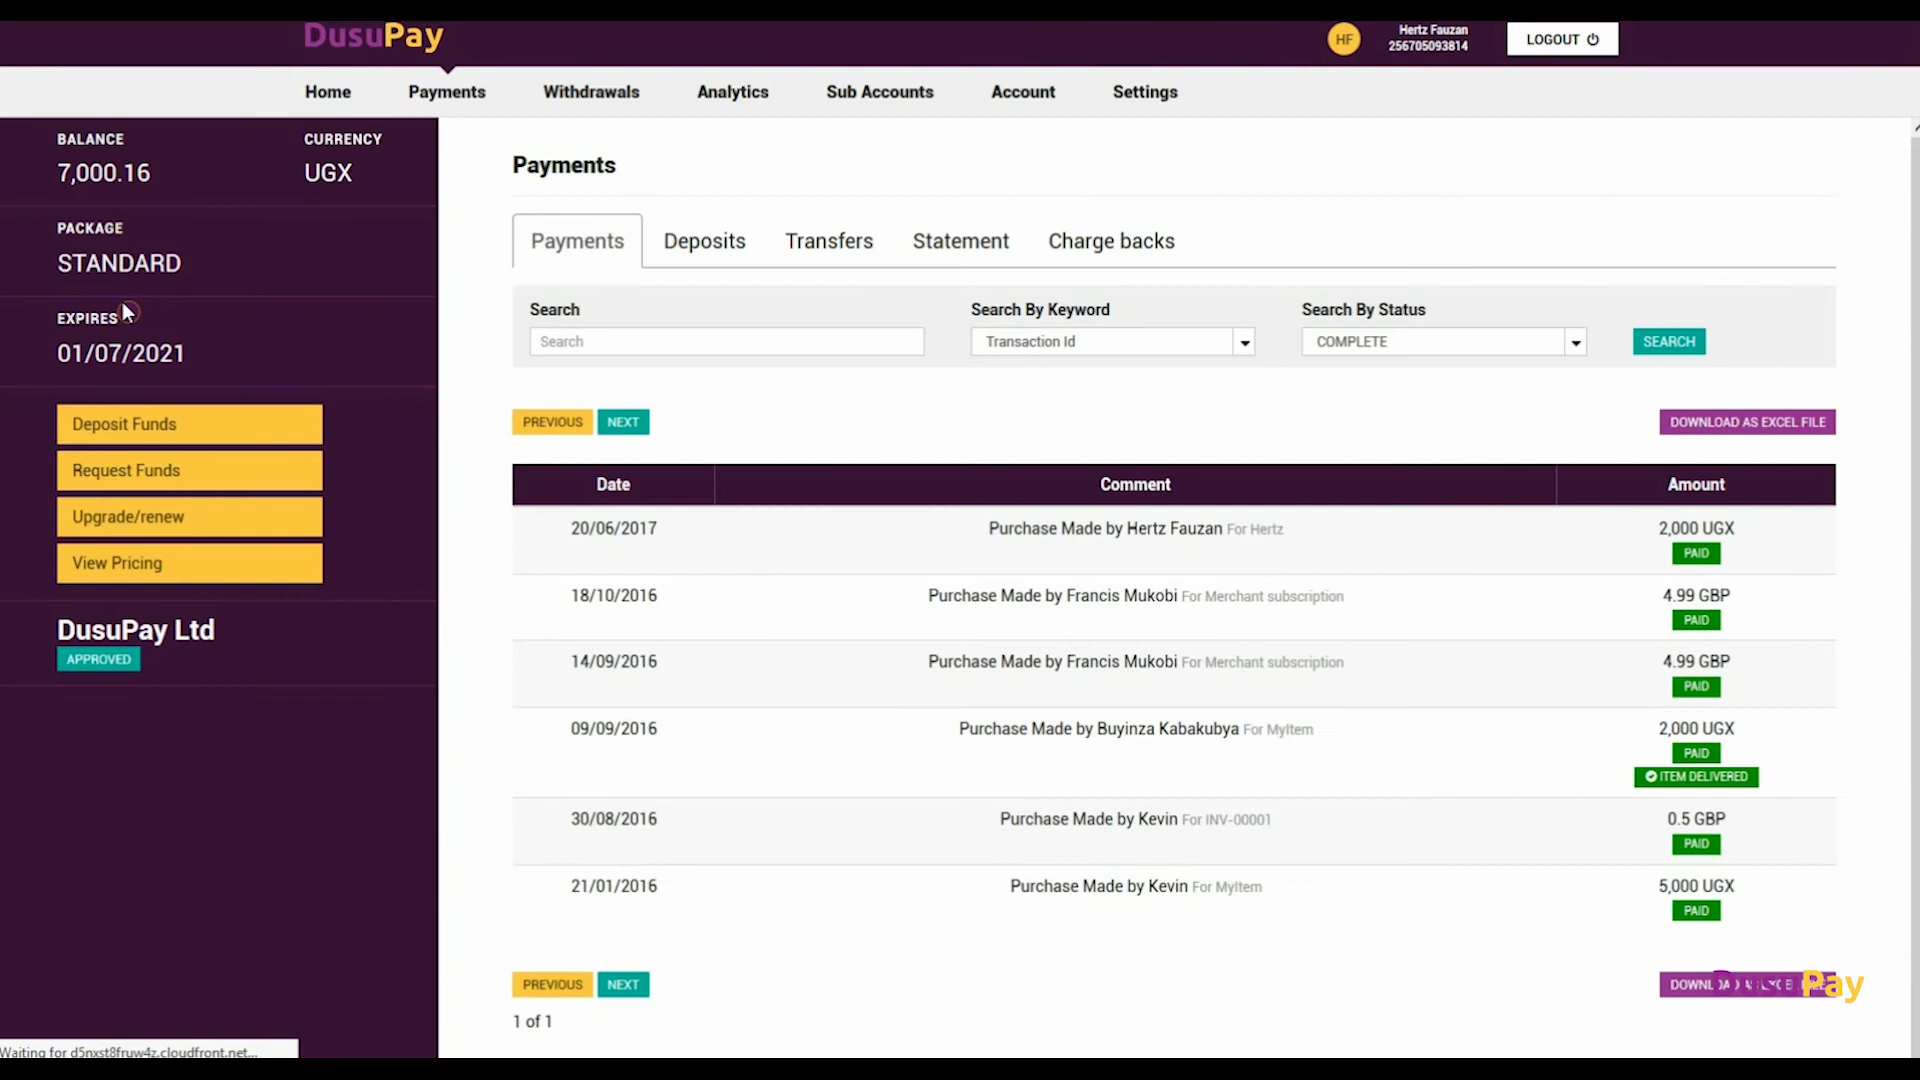 DusuPay
HF
Hertz Fauzan
256705093814
LOGOUT
Home Payments Withdrawals Analytics Sub Accounts Account Settings
BALANCE CURRENCY
7,000.16 UGX
PACKAGE
STANDARD
EXPIRES
01/07/2021
Deposit Funds
Request Funds
Upgrade/renew
View Pricing
DusuPay Ltd
APPROVED
Payments
Payments Deposits Transfers Statement Charge backs
Search Search By Keyword Search By Status
Search Transaction Id COMPLETE SEARCH
PREVIOUS NEXT DOWNLOAD AS EXCEL FILE
Date Comment Amount
20/06/2017 Purchase Made by Hertz Fauzan For Hertz 2,000 UGX
PAID
18/10/2016 Purchase Made by Francis Mukobi For Merchant subscription 4.99 GBP
PAID
14/09/2016 Purchase Made by Francis Mukobi For Merchant subscription 4.99 GBP
PAID
09/09/2016 Purchase Made by Buyinza Kabakubya For MyItem 2,000 UGX
PAID
ITEM DELIVERED
30/08/2016 Purchase Made by Kevin For INV-00001 0.5 GBP
PAID
21/01/2016 Purchase Made by Kevin For MyItem 5,000 UGX
PAID
PREVIOUS NEXT
DusuPay
1 of 1
Waiting for d5nxst8fruw4z.cloudfront.net...